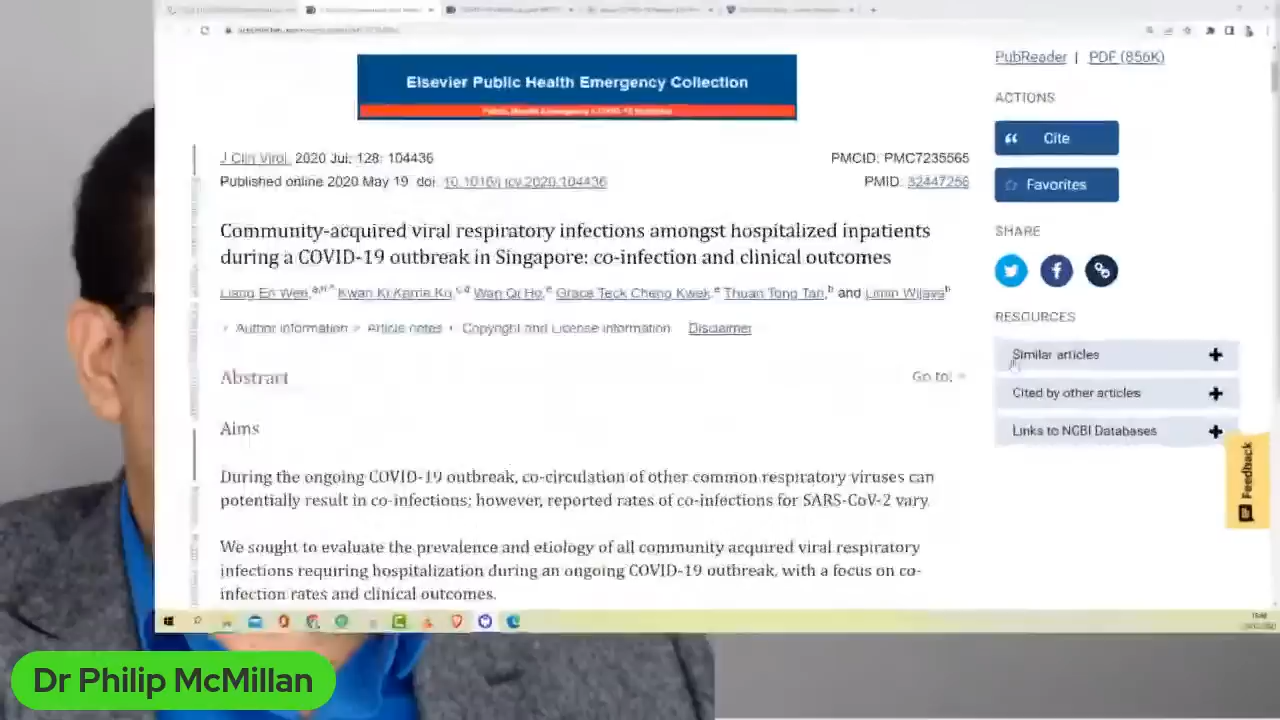 PubReader | PDF (856K)
Elsevier Public Health Emergency Collection
ACTIONS
Cite
J Clin Virol. 2020 Jul; 128: 104436
PMCID: PMC7235565
Published online 2020 May 19. doi: 10.1016/j.jcv.2020.104436
PMID: 32447256
Favorites
Community-acquired viral respiratory infections amongst hospitalized inpatients
during a COVID-19 outbreak in Singapore: co-infection and clinical outcomes
SHARE
Liang En Wee, Kwan Ki Karrie Ko, Wan Qi Ho, Grace Teck Cheng Kwek, Thuan Tong Tan, and Limin Wijaya
RESOURCES
Author information Article notes Copyright and License information Disclaimer
Similar articles
Abstract
Go to:
Cited by other articles
Aims
Links to NCBI Databases
Feedback
During the ongoing COVID-19 outbreak, co-circulation of other common respiratory viruses can
potentially result in co-infections; however, reported rates of co-infections for SARS-CoV-2 vary.
We sought to evaluate the prevalence and etiology of all community acquired viral respiratory
infections requiring hospitalization during an ongoing COVID-19 outbreak, with a focus on co-
infection rates and clinical outcomes.
Dr Philip McMillan